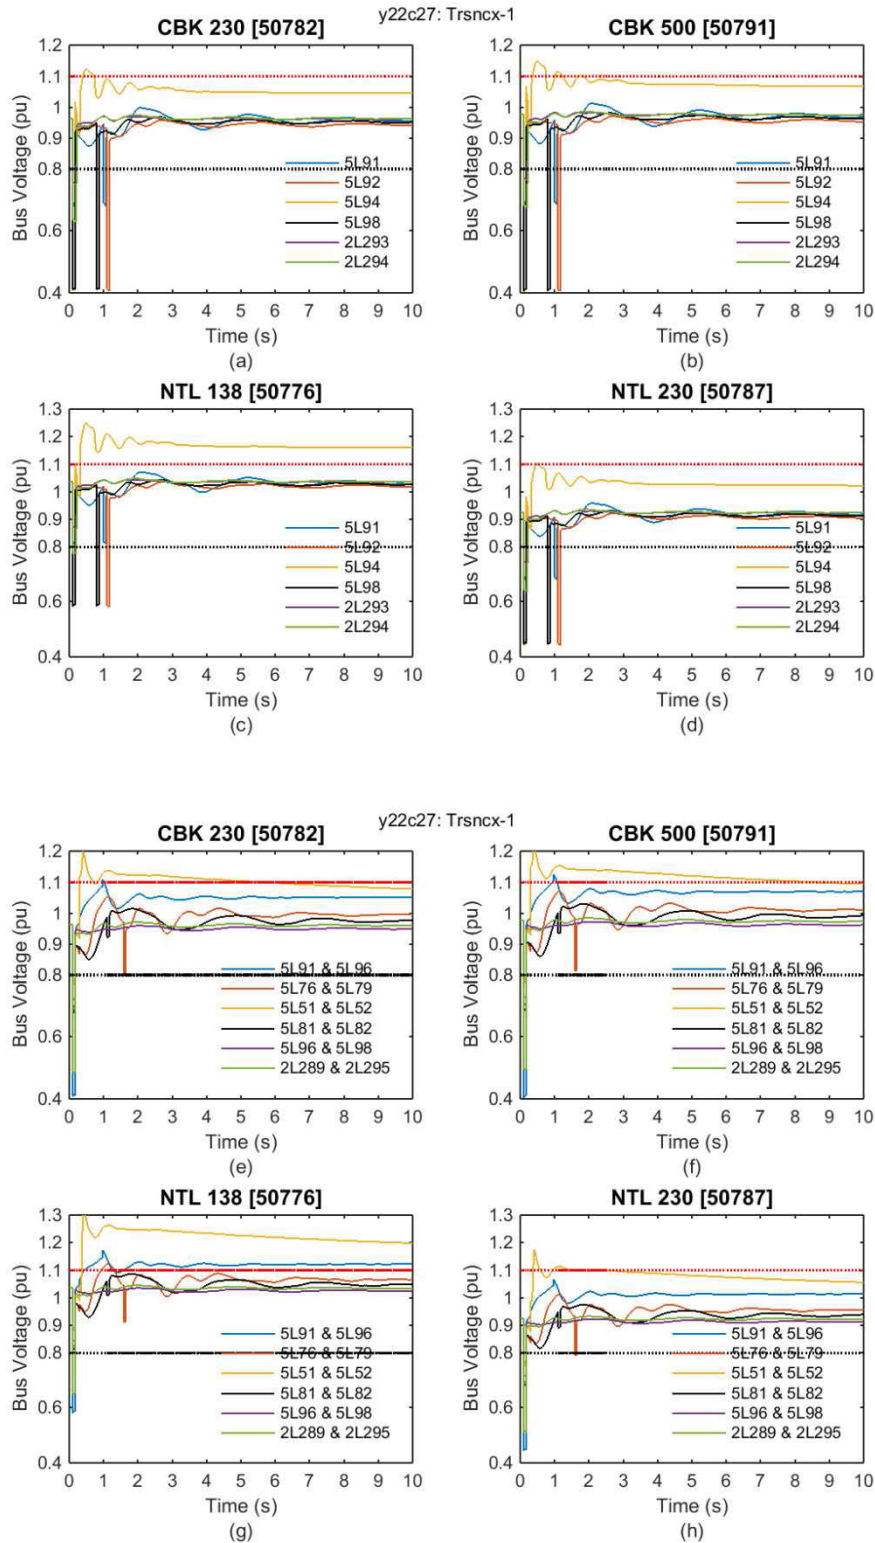 y22c27: Trsncx-1
CBK 230 [50782]
1.2
1.1
1
0.9
0.8
0.6
0.4
Bus Voltage (pu)
5L91
5L92
5L94
5L98
2L293
2L294
0 1 2 3 4 5 6 7 8 9 10
Time (s)
(a)
CBK 500 [50791]
1.2
1.1
1
0.9
0.8
0.6
0.4
Bus Voltage (pu)
5L91
5L92
5L94
5L98
2L293
2L294
0 1 2 3 4 5 6 7 8 9 10
Time (s)
(b)
NTL 138 [50776]
1.3
1.2
1.1
1
0.9
0.8
0.6
0.4
Bus Voltage (pu)
5L91
5L92
5L94
5L98
2L293
2L294
0 1 2 3 4 5 6 7 8 9 10
Time (s)
(c)
NTL 230 [50787]
1.3
1.2
1.1
1
0.9
0.8
0.6
0.4
Bus Voltage (pu)
5L91
5L92
5L94
5L98
2L293
2L294
0 1 2 3 4 5 6 7 8 9 10
Time (s)
(d)
y22c27: Trsncx-1
CBK 230 [50782]
1.2
1.1
1
0.9
0.8
0.6
0.4
Bus Voltage (pu)
5L91 & 5L96
5L76 & 5L79
5L51 & 5L52
5L81 & 5L82
5L96 & 5L98
2L289 & 2L295
0 1 2 3 4 5 6 7 8 9 10
Time (s)
(e)
CBK 500 [50791]
1.2
1.1
1
0.9
0.8
0.6
0.4
Bus Voltage (pu)
5L91 & 5L96
5L76 & 5L79
5L51 & 5L52
5L81 & 5L82
5L96 & 5L98
2L289 & 2L295
0 1 2 3 4 5 6 7 8 9 10
Time (s)
(f)
NTL 138 [50776]
1.3
1.2
1.1
1
0.9
0.8
0.6
0.4
Bus Voltage (pu)
5L91 & 5L96
5L76 & 5L79
5L51 & 5L52
5L81 & 5L82
5L96 & 5L98
2L289 & 2L295
0 1 2 3 4 5 6 7 8 9 10
Time (s)
(g)
NTL 230 [50787]
1.3
1.2
1.1
1
0.9
0.8
0.6
0.4
Bus Voltage (pu)
5L91 & 5L96
5L76 & 5L79
5L51 & 5L52
5L81 & 5L82
5L96 & 5L98
2L289 & 2L295
0 1 2 3 4 5 6 7 8 9 10
Time (s)
(h)